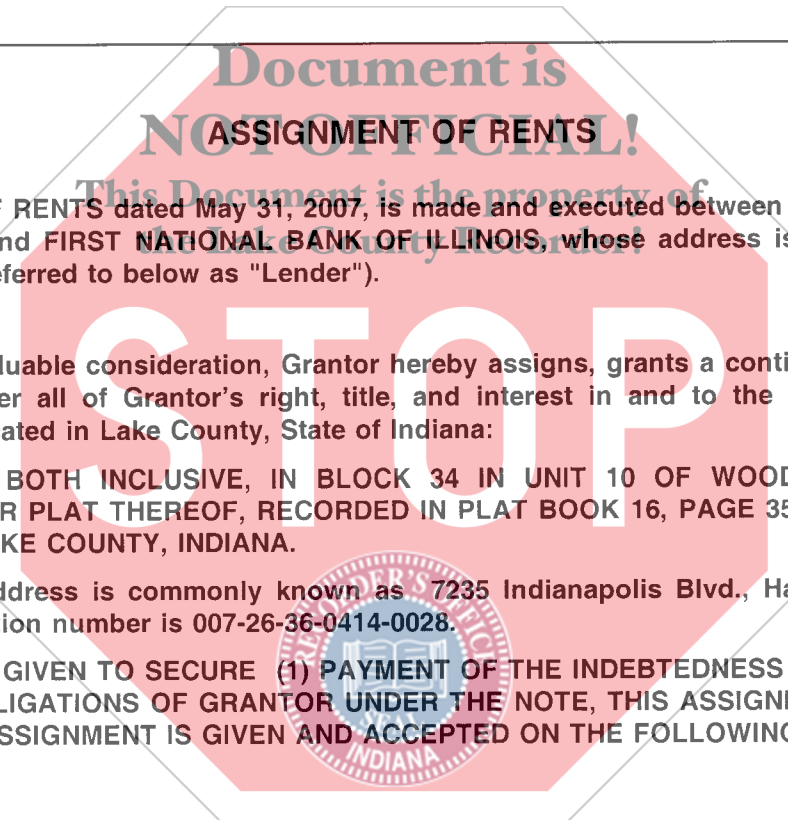 Document is
NOT OFFICIAL!
ASSIGNMENT OF RENTS
This Document is the property of
the Lake County Recorder!
F RENTS dated May 31, 2007, is made and executed between
nd FIRST NATIONAL BANK OF ILLINOIS, whose address is
eferred to below as "Lender").
STOP
luable consideration, Grantor hereby assigns, grants a conti
er all of Grantor's right, title, and interest in and to the
ated in Lake County, State of Indiana:
BOTH INCLUSIVE, IN BLOCK 34 IN UNIT 10 OF WOOD
R PLAT THEREOF, RECORDED IN PLAT BOOK 16, PAGE 35
KE COUNTY, INDIANA.
ddress is commonly known as 7235 Indianapolis Blvd., Ha
tion number is 007-26-36-0414-0028.
RECORDER'S OFFICE
SEAL
INDIANA
GIVEN TO SECURE (1) PAYMENT OF THE INDEBTEDNESS
LIGATIONS OF GRANTOR UNDER THE NOTE, THIS ASSIGN
SSIGNMENT IS GIVEN AND ACCEPTED ON THE FOLLOWING